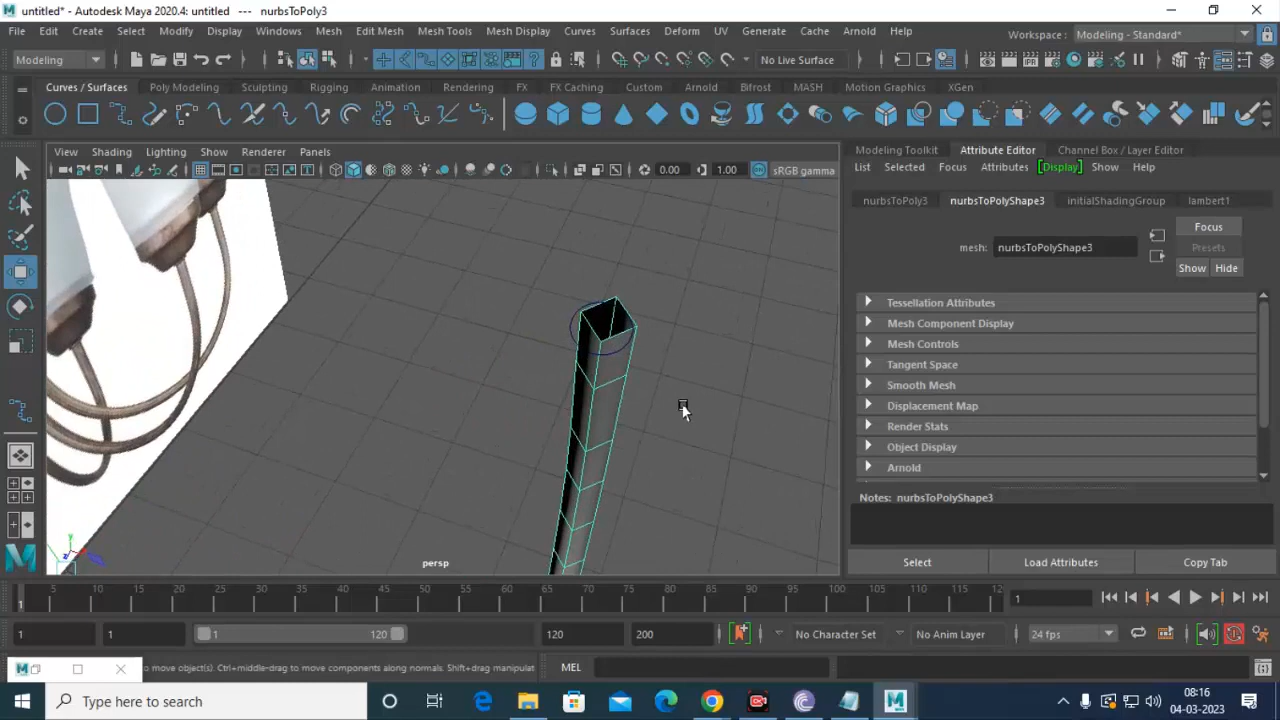 untitled* - Autodesk Maya 2020.4: untitled --- nurbsToPoly3
File Edit Create Select Modify Display Windows Mesh Edit Mesh Mesh Tools Mesh Display Curves Surfaces Deform UV Generate Cache Arnold Help
Workspace : Modeling - Standard*
Modeling No Live Surface
Curves / Surfaces Poly Modeling Sculpting Rigging Animation Rendering FX FX Caching Custom Arnold Bifrost MASH Motion Graphics XGen
View Shading Lighting Show Renderer Panels
0.00 1.00 sRGB gamma
Modeling Toolkit Attribute Editor Channel Box / Layer Editor
List Selected Focus Attributes [Display] Show Help
nurbsToPoly3 nurbsToPolyShape3 initialShadingGroup lambert1
Focus
mesh: nurbsToPolyShape3
Presets
Show Hide
Tessellation Attributes
Mesh Component Display
Mesh Controls
Tangent Space
Smooth Mesh
Displacement Map
Render Stats
Object Display
Arnold
Notes: nurbsToPolyShape3
Select Load Attributes Copy Tab
y
z
persp
5 10 15 20 25 30 35 40 45 50 55 60 65 70 75 80 85 90 95 100 105 110 115 12
1 1
1 1 1 120 120 200 No Character Set No Anim Layer 24 fps
to move object(s). Ctrl+middle-drag to move components along normals. Shift+drag manipulat
MEL
Type here to search
08:16
04-03-2023